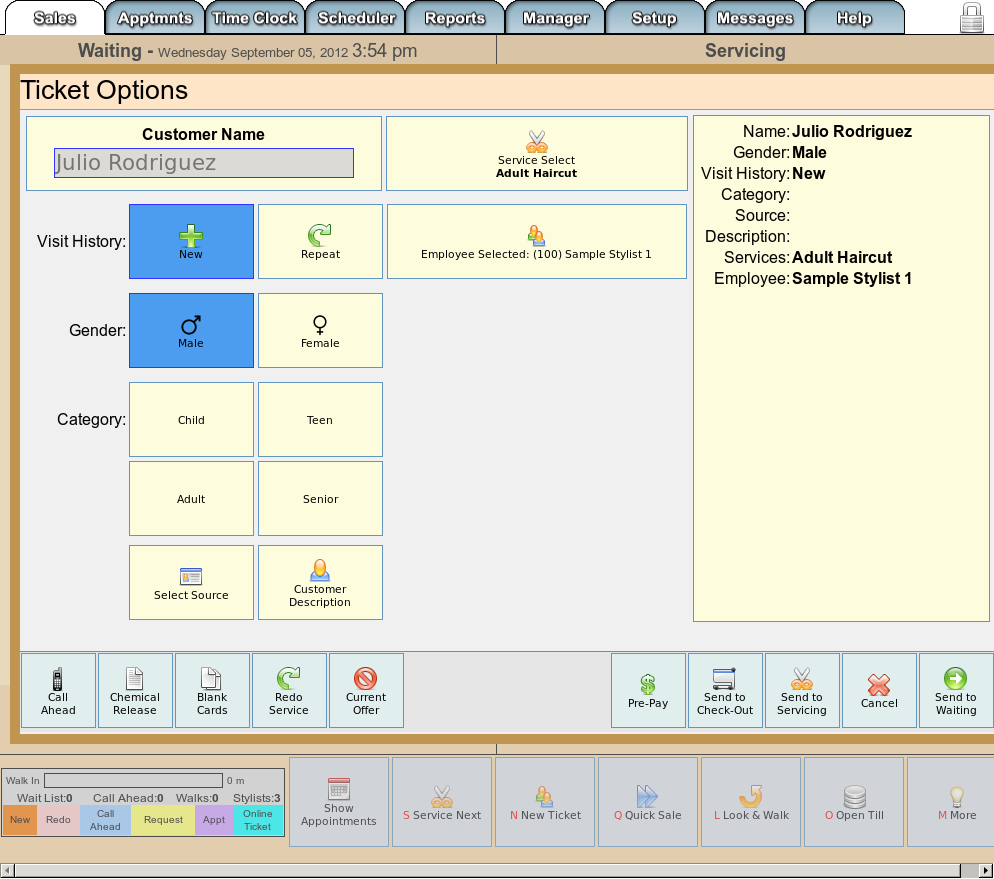 Sales Apptmnts Time Clock Scheduler Reports Manager Setup Messages Help
Waiting - Wednesday September 05, 2012 3:54 pm
Servicing
Ticket Options
Customer Name
Julio Rodriguez
Service Select
Adult Haircut
Visit History:
New
Repeat
Employee Selected: (100) Sample Stylist 1
Gender:
Male
Female
Category:
Child
Teen
Adult
Senior
Select Source
Customer
Description
Name: Julio Rodriguez
Gender: Male
Visit History: New
Category:
Source:
Description:
Services: Adult Haircut
Employee: Sample Stylist 1
Call
Ahead
Chemical
Release
Blank
Cards
Redo
Service
Current
Offer
Pre-Pay
Send to
Check-Out
Send to
Servicing
Cancel
Send to
Waiting
Walk In 0 m
Wait List:0 Call Ahead:0 Walks:0 Stylists:3
New
Redo
Call
Ahead
Request
Appt
Online
Ticket
Show
Appointments
S Service Next
N New Ticket
Q Quick Sale
L Look & Walk
O Open Till
M More